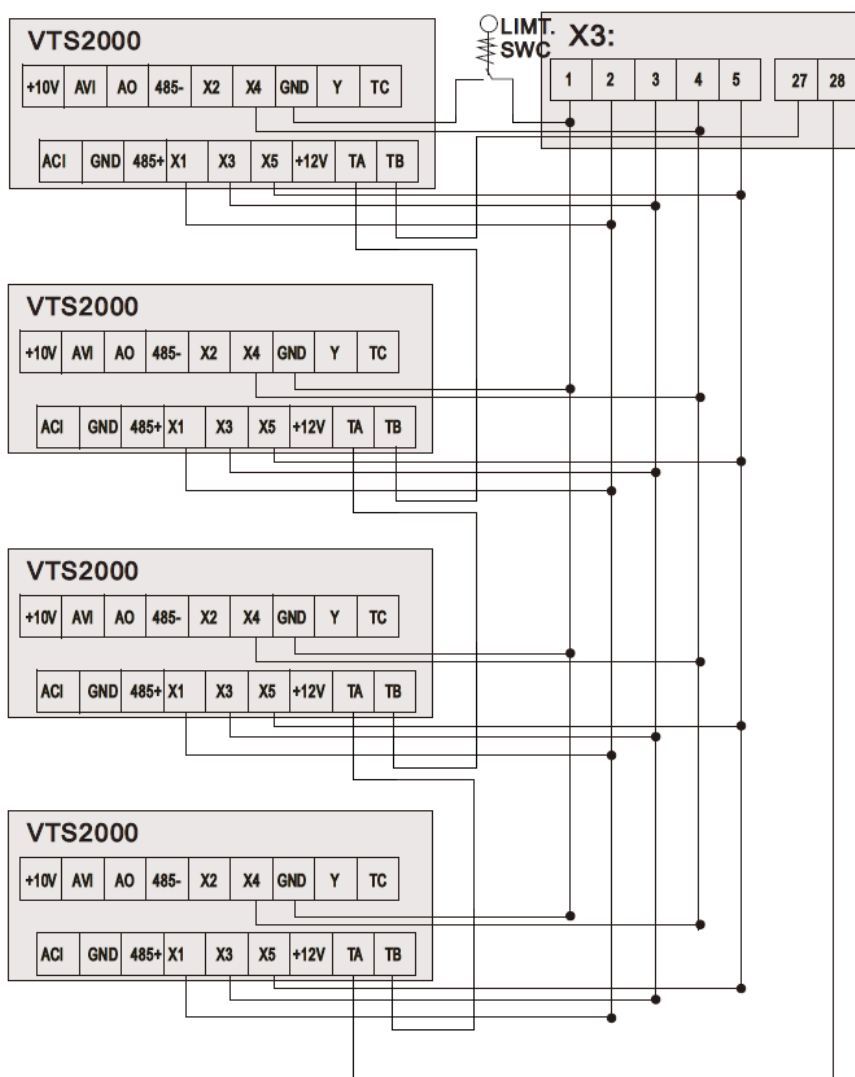 VTS2000
LIMT.
SWC
X3:
+10V AVI AO 485- X2 X4 GND Y TC
1 2 3 4 5 27 28
ACI GND 485+ X1 X3 X5 +12V TA TB
VTS2000
+10V AVI AO 485- X2 X4 GND Y TC
ACI GND 485+ X1 X3 X5 +12V TA TB
VTS2000
+10V AVI AO 485- X2 X4 GND Y TC
ACI GND 485+ X1 X3 X5 +12V TA TB
VTS2000
+10V AVI AO 485- X2 X4 GND Y TC
ACI GND 485+ X1 X3 X5 +12V TA TB